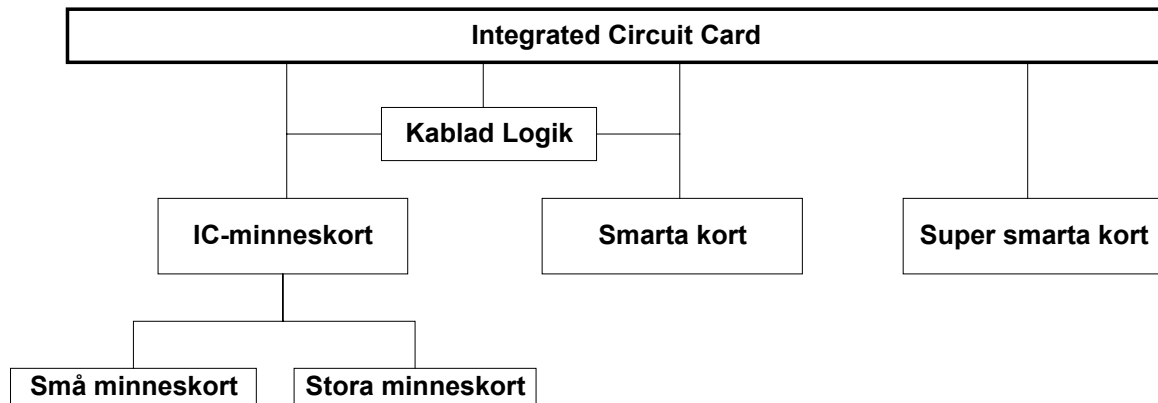 Integrated Circuit Card
Kablad Logik
IC-minneskort
Smarta kort
Super smarta kort
Små minneskort
Stora minneskort